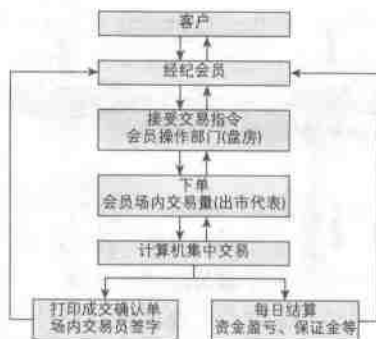 客户
经纪会员
接受交易指令
会员操作部门(盘房)
下单
会员场内交易量(出市代表)
计算机集中交易
打印成交确认单
场内交易员签字
每日结算
资金盈亏、保证金等